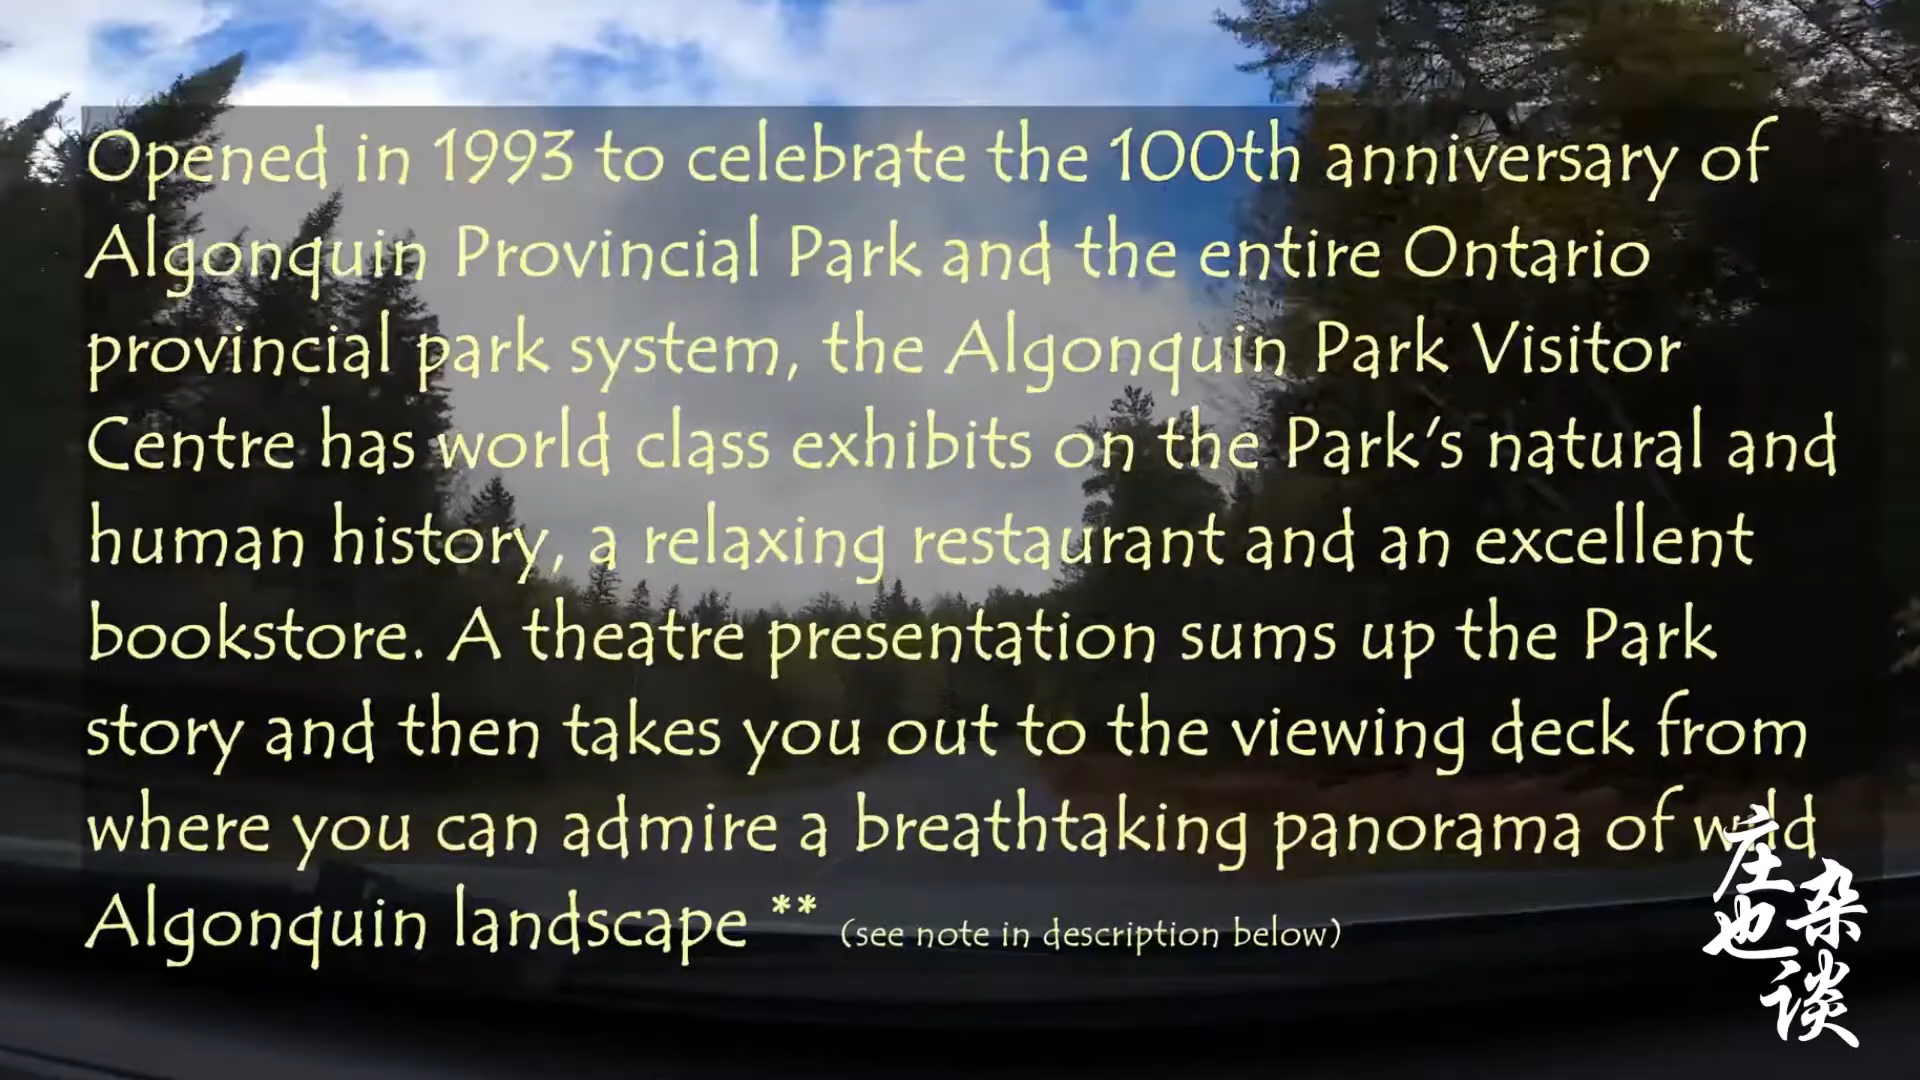 Opened in 1993 to celebrate the 100th anniversary of
Algonquin Provincial Park and the entire Ontario
provincial park system, the Algonquin Park Visitor
Centre has world class exhibits on the Park's natural and
human history, a relaxing restaurant and an excellent
bookstore. A theatre presentation sums up the Park
story and then takes you out to the viewing deck from
where you can admire a breathtaking panorama of wild
Algonquin landscape ** (see note in description below)
庄也
杂谈